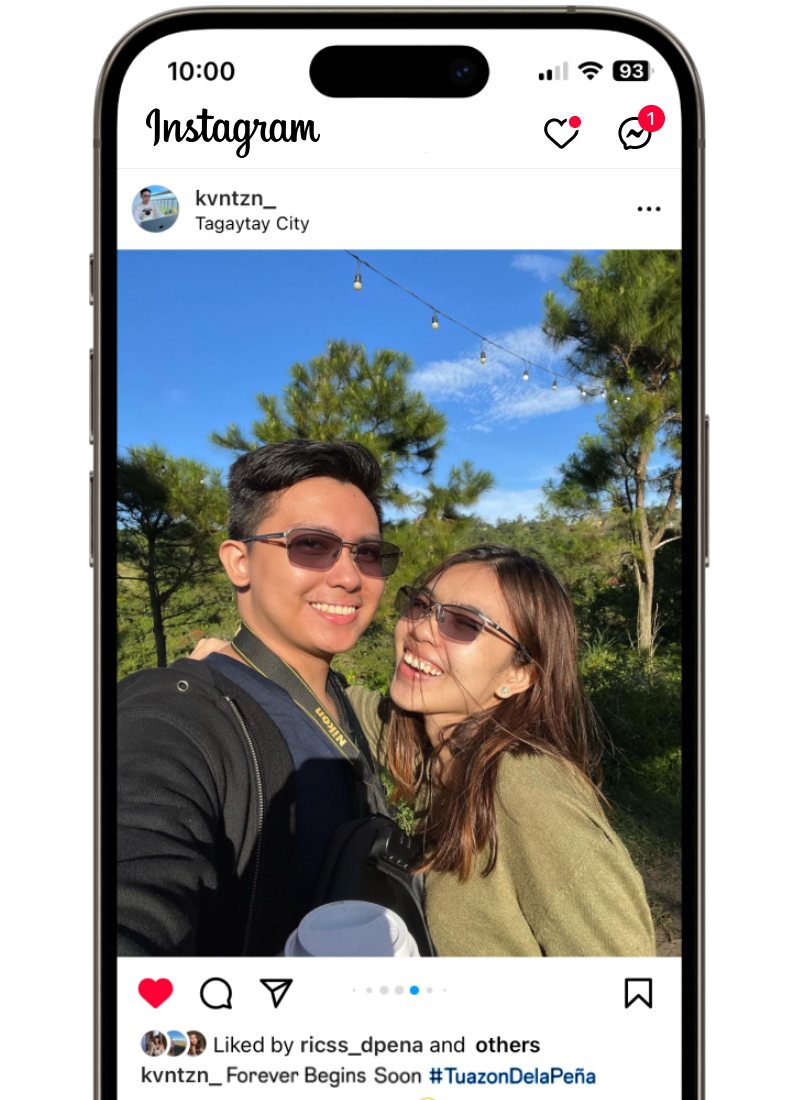 10:00
93
Instagram
1
kvntzn_
Tagaytay City
Nikon
Liked by ricss_dpena and others
kvntzn_ Forever Begins Soon #TuazonDelaPeña